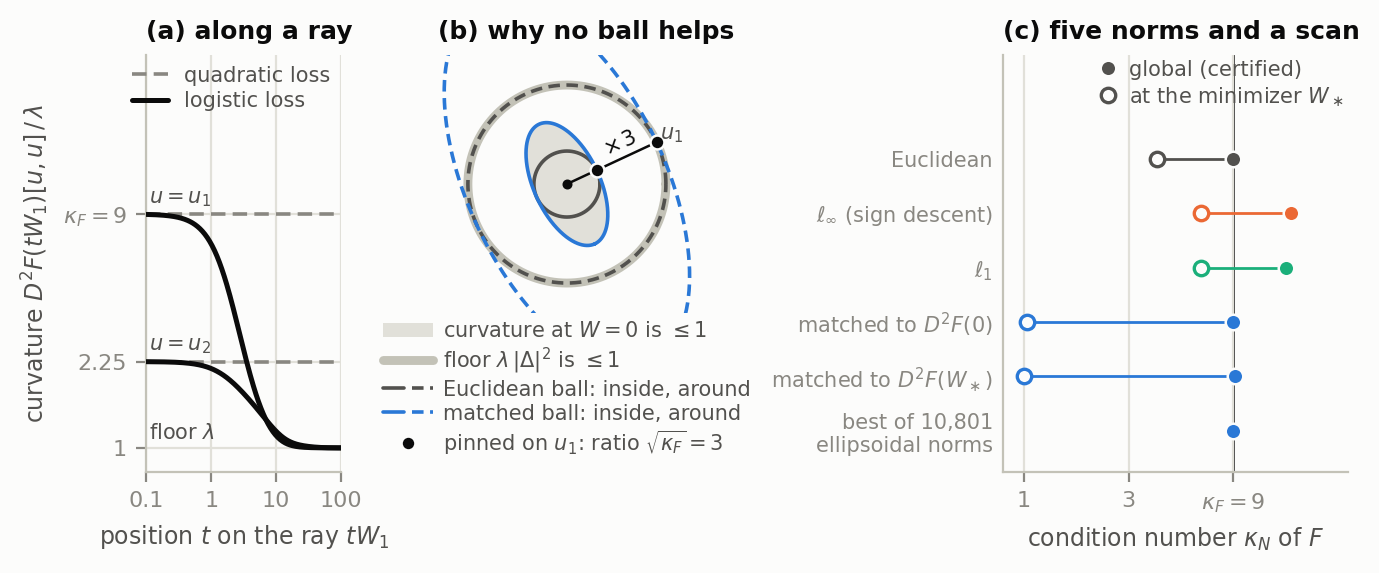 (a) along a ray
quadratic loss
logistic loss
curvature D²F(tW₁)[u, u] / λ
u = u₁
κ_F = 9
u = u₂
2.25
floor λ
1
0.1 1 10 100
position t on the ray tW₁
(b) why no ball helps
× 3
u₁
curvature at W = 0 is ≤ 1
floor λ |Δ|² is ≤ 1
Euclidean ball: inside, around
matched ball: inside, around
pinned on u₁: ratio √κ_F = 3
(c) five norms and a scan
global (certified)
at the minimizer W∗
Euclidean
ℓ∞ (sign descent)
ℓ₁
matched to D²F(0)
matched to D²F(W∗)
best of 10,801
ellipsoidal norms
1 3 κ_F = 9
condition number κ_N of F